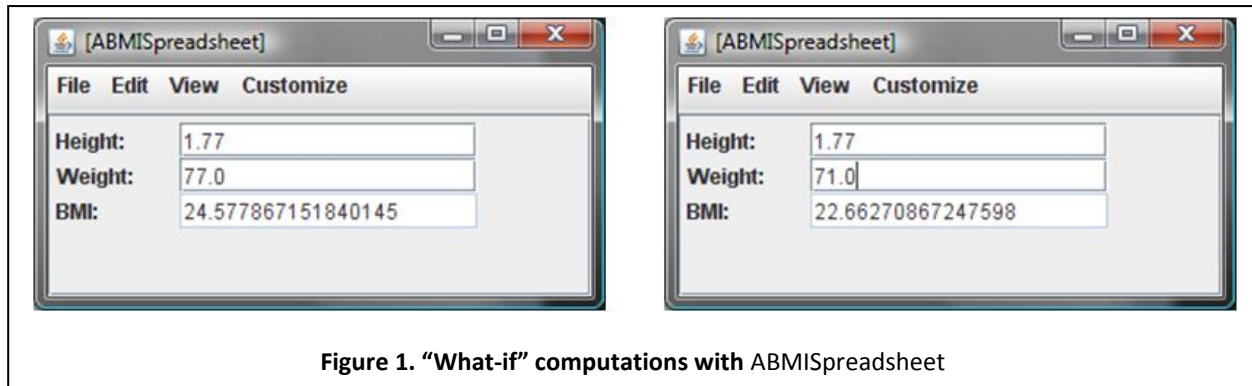 [ABMISpreadsheet]
File Edit View Customize
Height: 1.77
Weight: 77.0
BMI: 24.577867151840145
[ABMISpreadsheet]
File Edit View Customize
Height: 1.77
Weight: 71.0
BMI: 22.66270867247598
Figure 1. “What-if” computations with ABMISpreadsheet